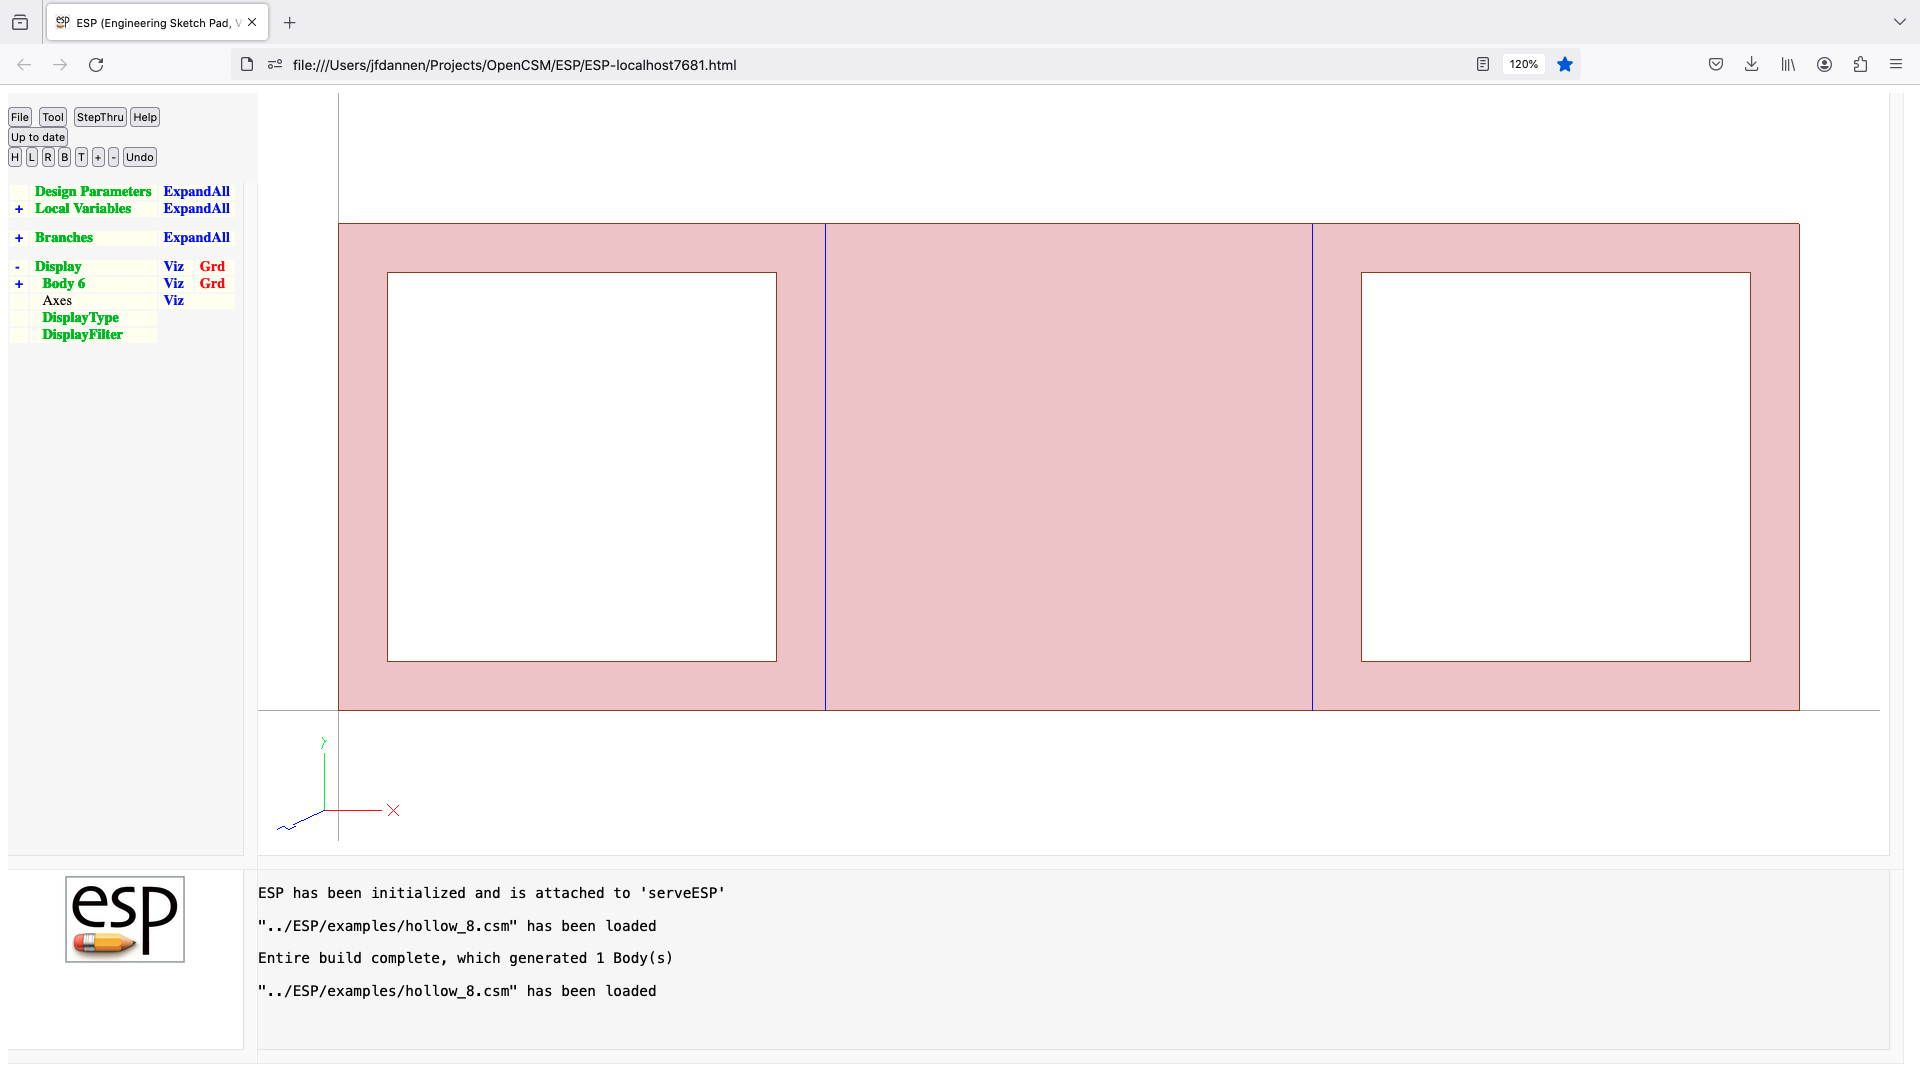 ESP (Engineering Sketch Pad, V
file:///Users/jfdannen/Projects/OpenCSM/ESP/ESP-localhost7681.html
120%
File Tool StepThru Help
Up to date
H L R B T + - Undo
Design Parameters ExpandAll
+ Local Variables ExpandAll
+ Branches ExpandAll
- Display Viz Grd
+ Body 6 Viz Grd
Axes Viz
DisplayType
DisplayFilter
Y
X
Z
esp
ESP has been initialized and is attached to 'serveESP'
"../ESP/examples/hollow_8.csm" has been loaded
Entire build complete, which generated 1 Body(s)
"../ESP/examples/hollow_8.csm" has been loaded